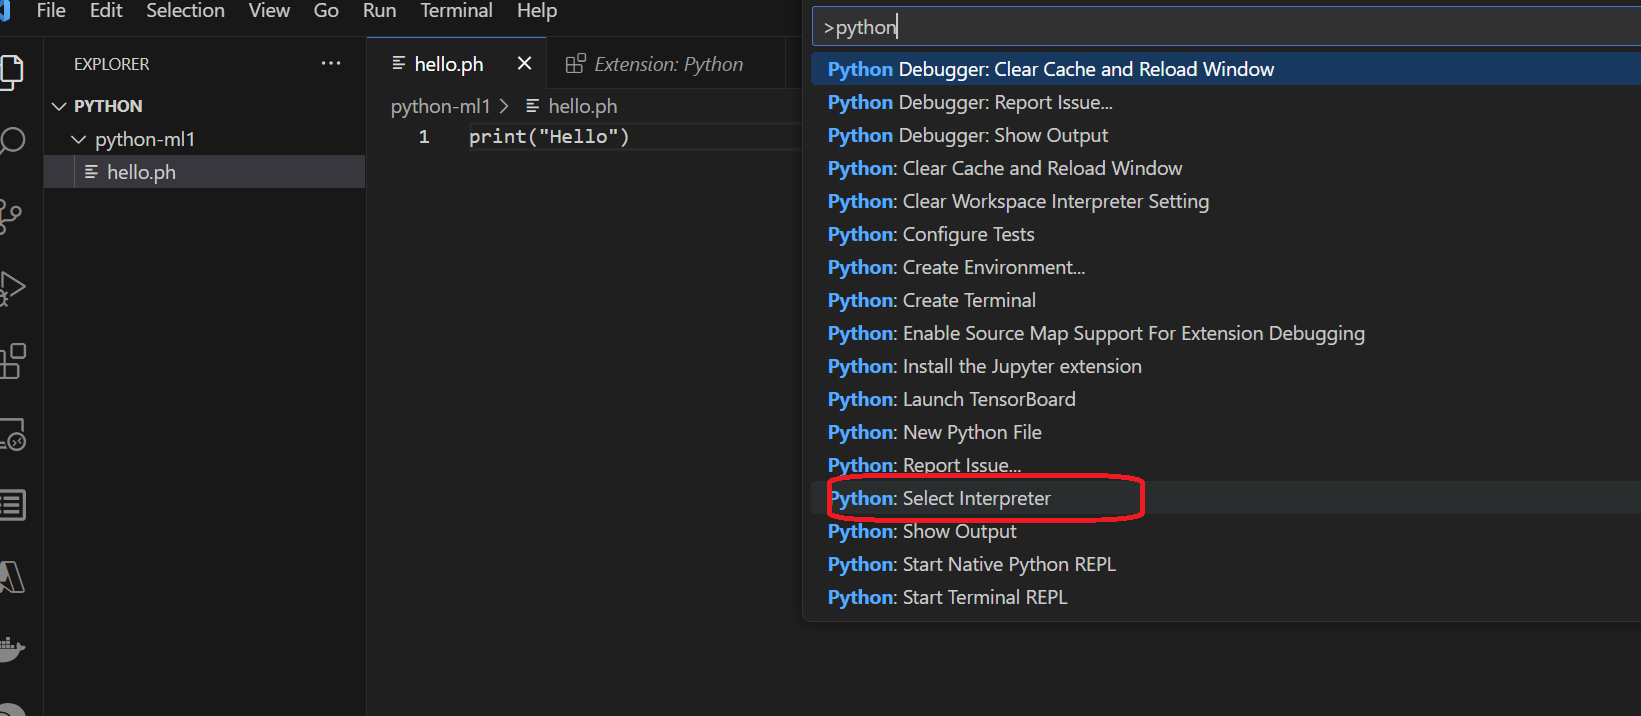 File Edit Selection View Go Run Terminal Help
EXPLORER ...
PYTHON
python-ml1
hello.ph
hello.ph
Extension: Python
python-ml1 > hello.ph
1 print("Hello")
>python
Python Debugger: Clear Cache and Reload Window
Python Debugger: Report Issue...
Python Debugger: Show Output
Python: Clear Cache and Reload Window
Python: Clear Workspace Interpreter Setting
Python: Configure Tests
Python: Create Environment...
Python: Create Terminal
Python: Enable Source Map Support For Extension Debugging
Python: Install the Jupyter extension
Python: Launch TensorBoard
Python: New Python File
Python: Report Issue...
Python: Select Interpreter
Python: Show Output
Python: Start Native Python REPL
Python: Start Terminal REPL